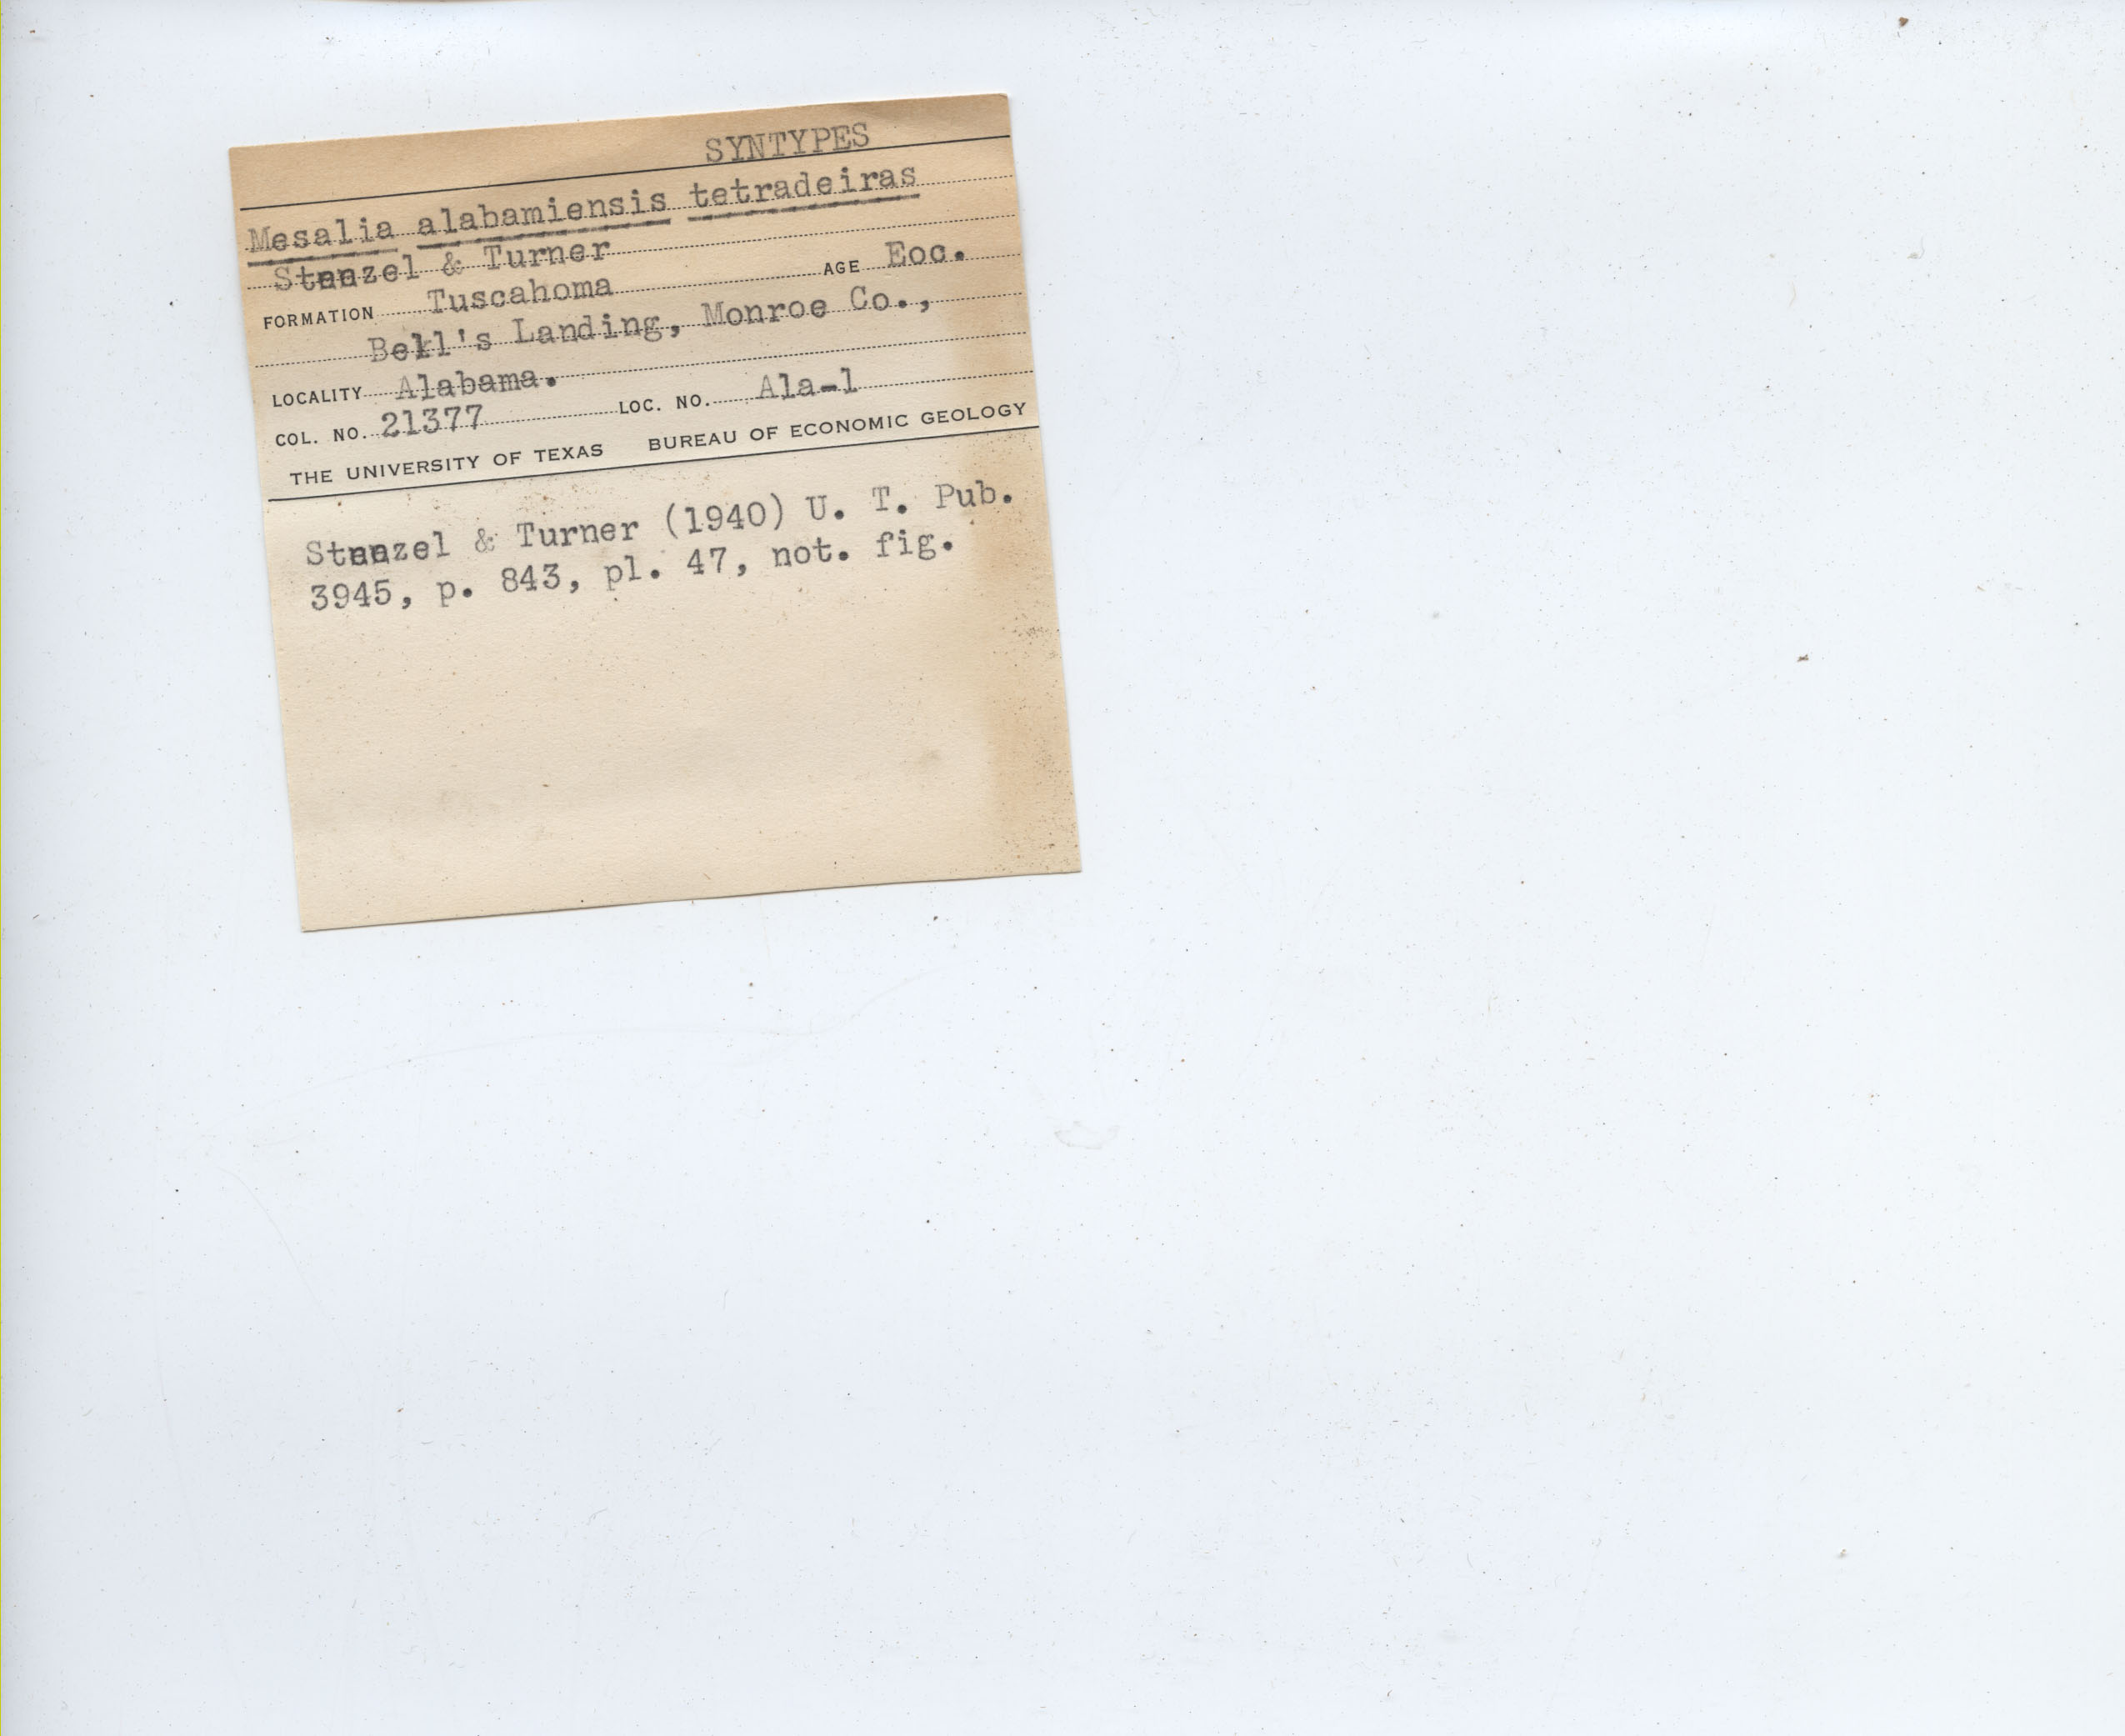 SYNTYPES
Mesalia alabamiensis tetradeiras
Stenzel & Turner
FORMATION Tuscahoma AGE Eoc.
Bell's Landing, Monroe Co.,
LOCALITY Alabama.
COL. NO. 21377 LOC. NO. Ala-1
THE UNIVERSITY OF TEXAS BUREAU OF ECONOMIC GEOLOGY
Stenzel & Turner (1940) U. T. Pub.
3945, p. 843, pl. 47, not. fig.